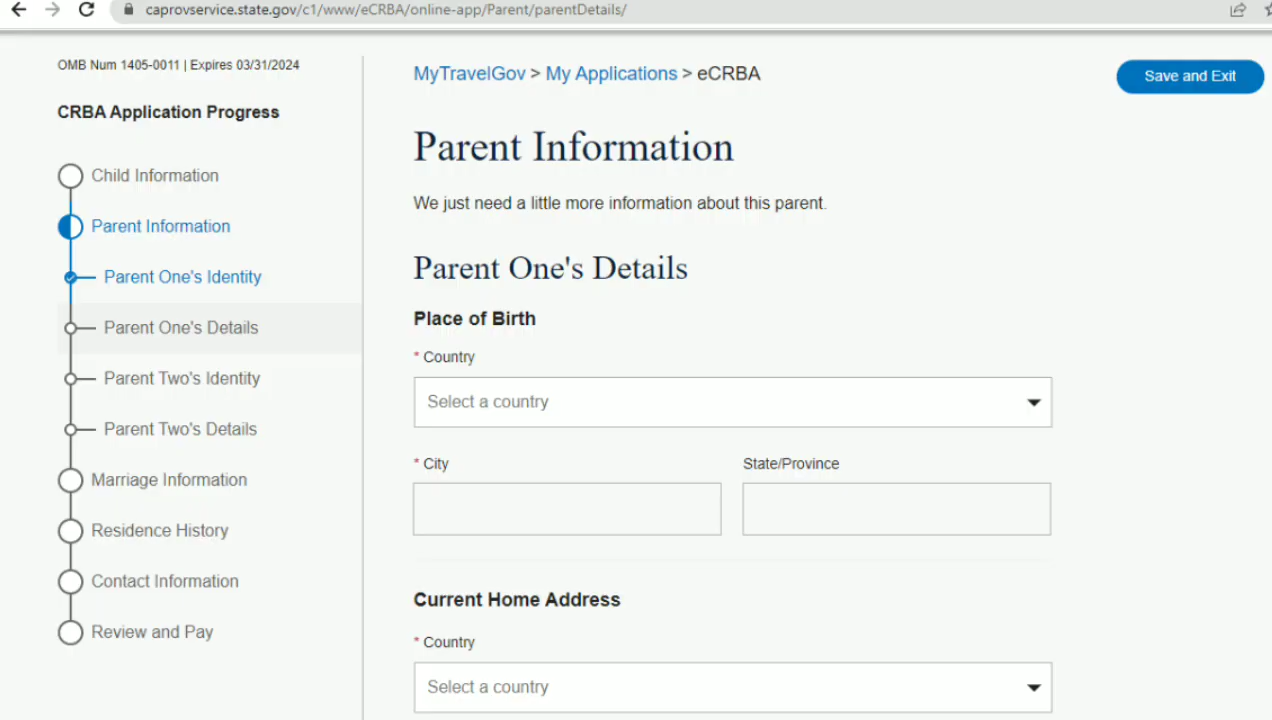 caprovservice.state.gov/c1/www/eCRBA/online-app/Parent/parentDetails/
OMB Num 1405-0011 | Expires 03/31/2024
CRBA Application Progress
Child Information
Parent Information
Parent One's Identity
Parent One's Details
Parent Two's Identity
Parent Two's Details
Marriage Information
Residence History
Contact Information
Review and Pay
MyTravelGov > My Applications > eCRBA
Save and Exit
Parent Information
We just need a little more information about this parent.
Parent One's Details
Place of Birth
* Country
Select a country
* City State/Province
Current Home Address
* Country
Select a country